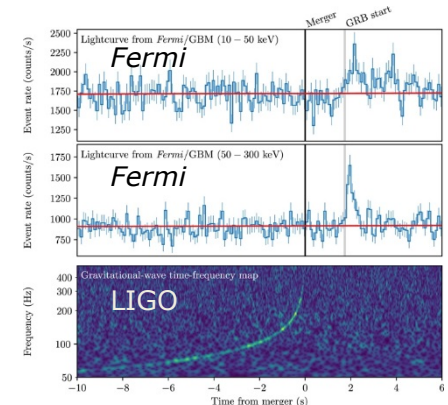 Merger
GRB start
Lightcurve from Fermi/GBM (10 − 50 keV)
Fermi
Event rate (counts/s)
2500
2250
2000
1750
1500
1250
Lightcurve from Fermi/GBM (50 − 300 keV)
Fermi
Event rate (counts/s)
1750
1500
1250
1000
750
Gravitational-wave time-frequency map
LIGO
Frequency (Hz)
400
300
200
100
50
−10 −8 −6 −4 −2 0 2 4 6
Time from merger (s)